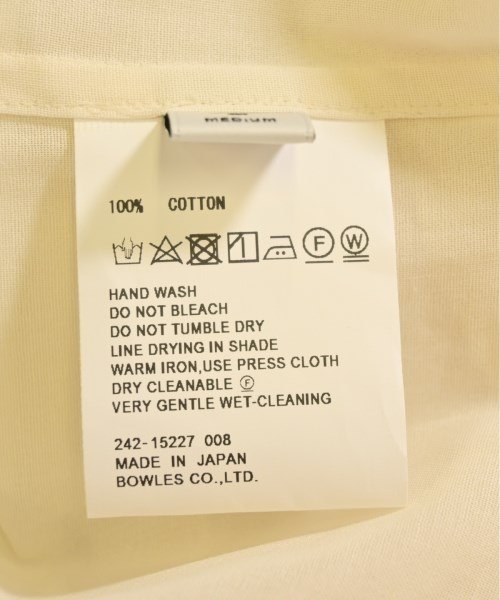 MEDIUM
100% COTTON
F W
HAND WASH
DO NOT BLEACH
DO NOT TUMBLE DRY
LINE DRYING IN SHADE
WARM IRON,USE PRESS CLOTH
DRY CLEANABLE Ⓕ
VERY GENTLE WET-CLEANING
242-15227 008
MADE IN JAPAN
BOWLES CO.,LTD.